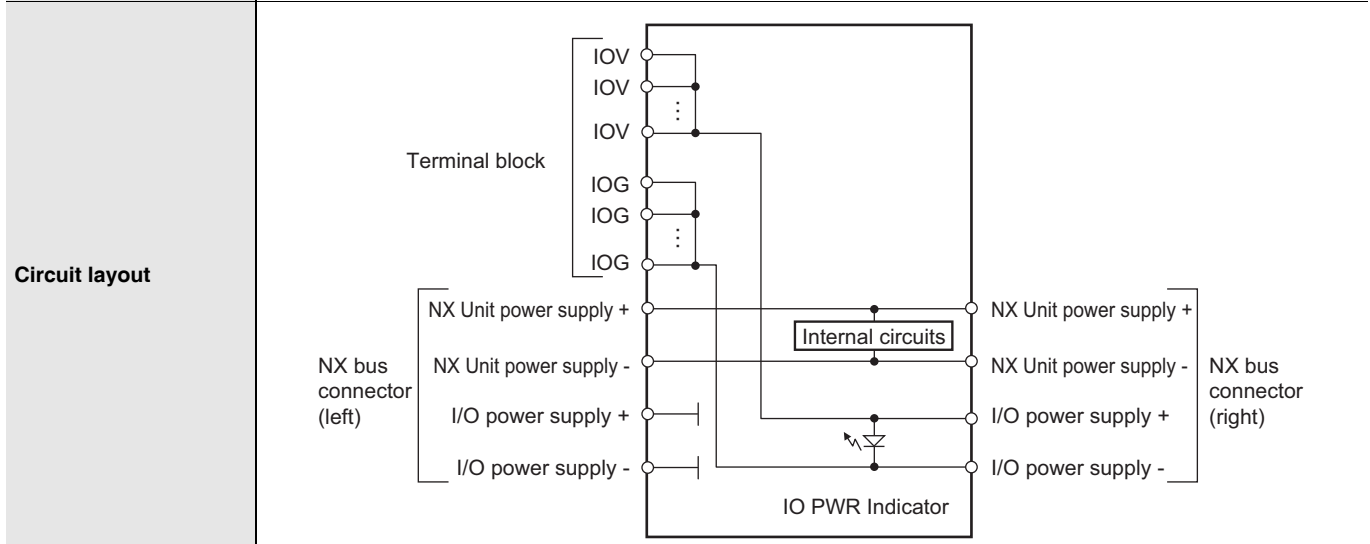 Circuit layout
Terminal block
IOV
IOV
⋮
IOV
IOG
IOG
⋮
IOG
NX bus
connector
(left)
NX Unit power supply +
NX Unit power supply -
I/O power supply +
I/O power supply -
Internal circuits
IO PWR Indicator
NX Unit power supply +
NX Unit power supply -
I/O power supply +
I/O power supply -
NX bus
connector
(right)